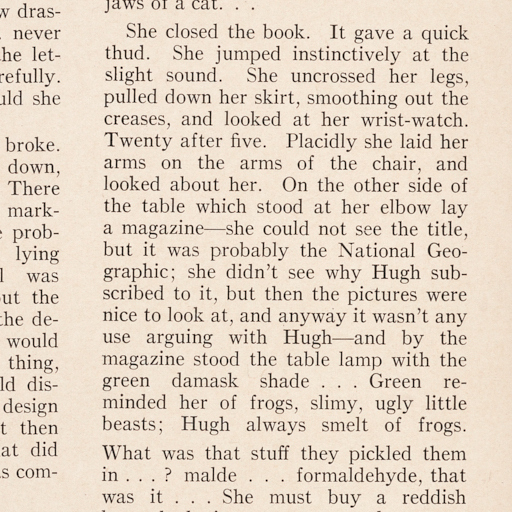 w dras-
never
he let-
refully.
uld she
broke.
down,
There
mark-
prob-
lying
was
out the
the de-
would
thing,
ld dis-
design
t then
at did
s com-
jaws of a cat. . .
She closed the book. It gave a quick
thud. She jumped instinctively at the
slight sound. She uncrossed her legs,
pulled down her skirt, smoothing out the
creases, and looked at her wrist-watch.
Twenty after five. Placidly she laid her
arms on the arms of the chair, and
looked about her. On the other side of
the table which stood at her elbow lay
a magazine—she could not see the title,
but it was probably the National Geo-
graphic; she didn't see why Hugh sub-
scribed to it, but then the pictures were
nice to look at, and anyway it wasn't any
use arguing with Hugh—and by the
magazine stood the table lamp with the
green damask shade . . . Green re-
minded her of frogs, slimy, ugly little
beasts; Hugh always smelt of frogs.
What was that stuff they pickled them
in . . . ? malde . . . formaldehyde, that
was it . . . She must buy a reddish